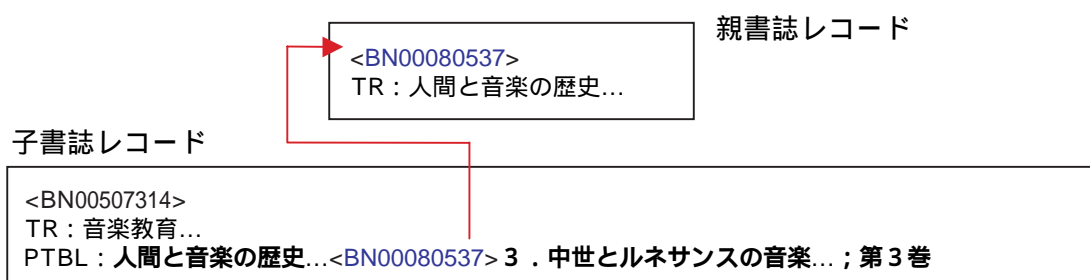 親書誌レコード
<BN00080537>
TR：人間と音楽の歴史…
子書誌レコード
<BN00507314>
TR：音楽教育…
PTBL：人間と音楽の歴史…<BN00080537>３．中世とルネサンスの音楽…；第３巻